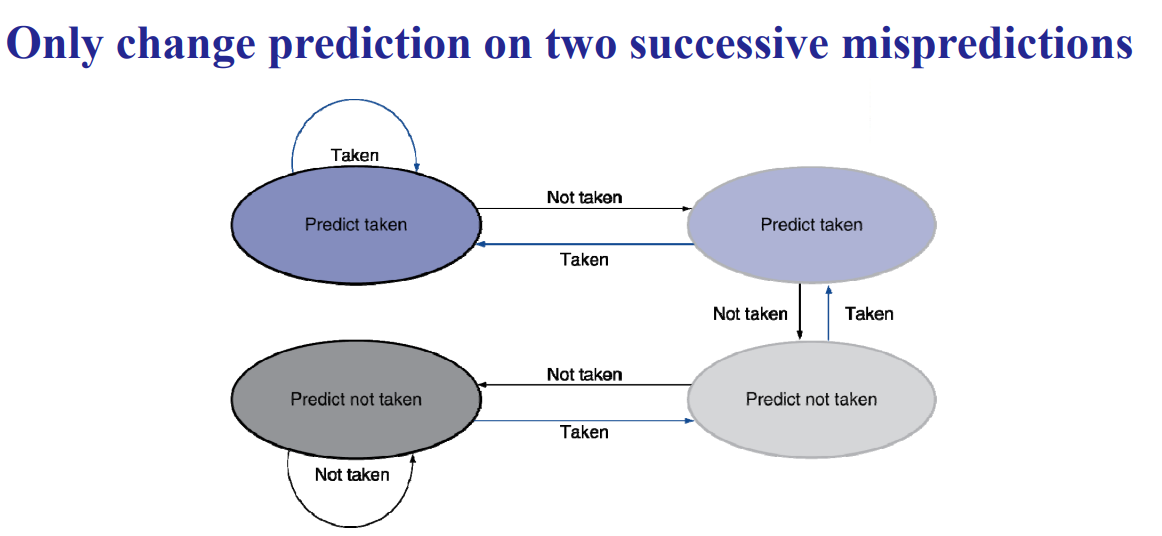 Only change prediction on two successive mispredictions
Taken
Predict taken
Not taken
Taken
Predict taken
Not taken
Taken
Predict not taken
Not taken
Taken
Predict not taken
Not taken